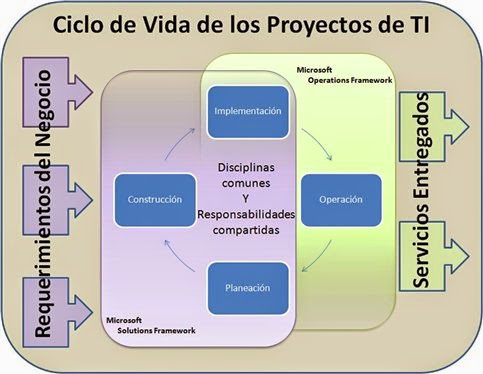 Ciclo de Vida de los Proyectos de TI
Requerimientos del Negocio
Microsoft
Operations Framework
Implementación
Disciplinas
comunes
Y
Responsabilidades
compartidas
Construcción
Operación
Planeación
Microsoft
Solutions Framework
Servicios Entregados